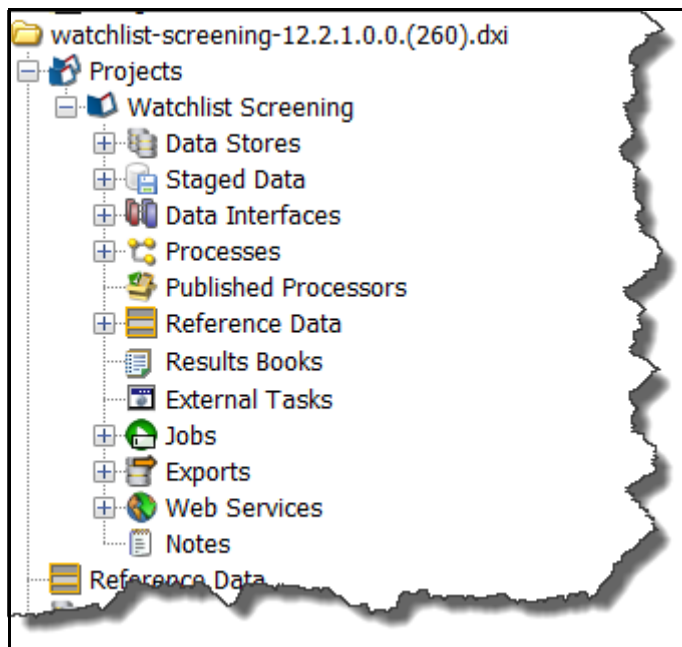 watchlist-screening-12.2.1.0.0.(260).dxi
Projects
Watchlist Screening
Data Stores
Staged Data
Data Interfaces
Processes
Published Processors
Reference Data
Results Books
External Tasks
Jobs
Exports
Web Services
Notes
Reference Data